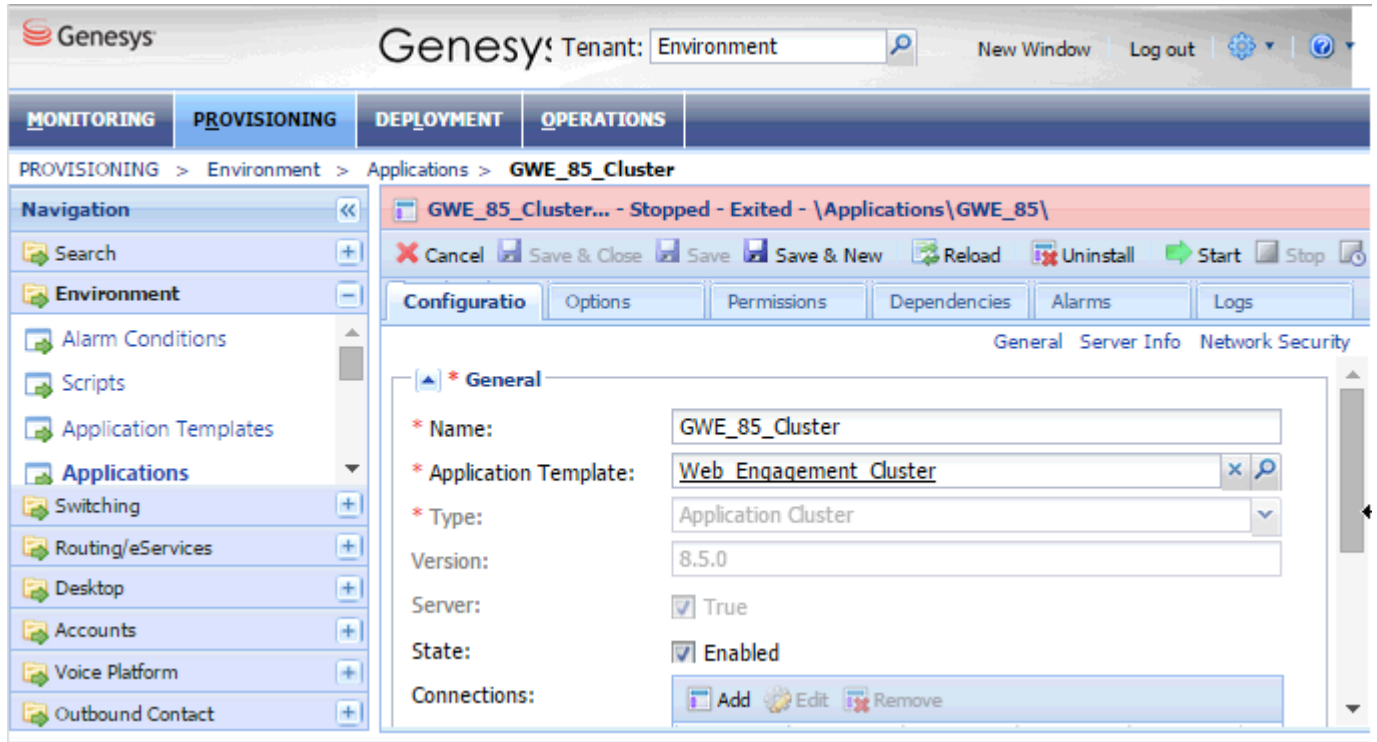 Genesys
Genesys Tenant: Environment New Window Log out
MONITORING PROVISIONING DEPLOYMENT OPERATIONS
PROVISIONING > Environment > Applications > GWE_85_Cluster
Navigation
Search
Environment
Alarm Conditions
Scripts
Application Templates
Applications
Switching
Routing/eServices
Desktop
Accounts
Voice Platform
Outbound Contact
GWE_85_Cluster... - Stopped - Exited - \Applications\GWE_85\
Cancel Save & Close Save Save & New Reload Uninstall Start Stop
Configuratio Options Permissions Dependencies Alarms Logs
General Server Info Network Security
* General
* Name: GWE_85_Cluster
* Application Template: Web_Engagement_Cluster
* Type: Application Cluster
Version: 8.5.0
Server: True
State: Enabled
Connections: Add Edit Remove